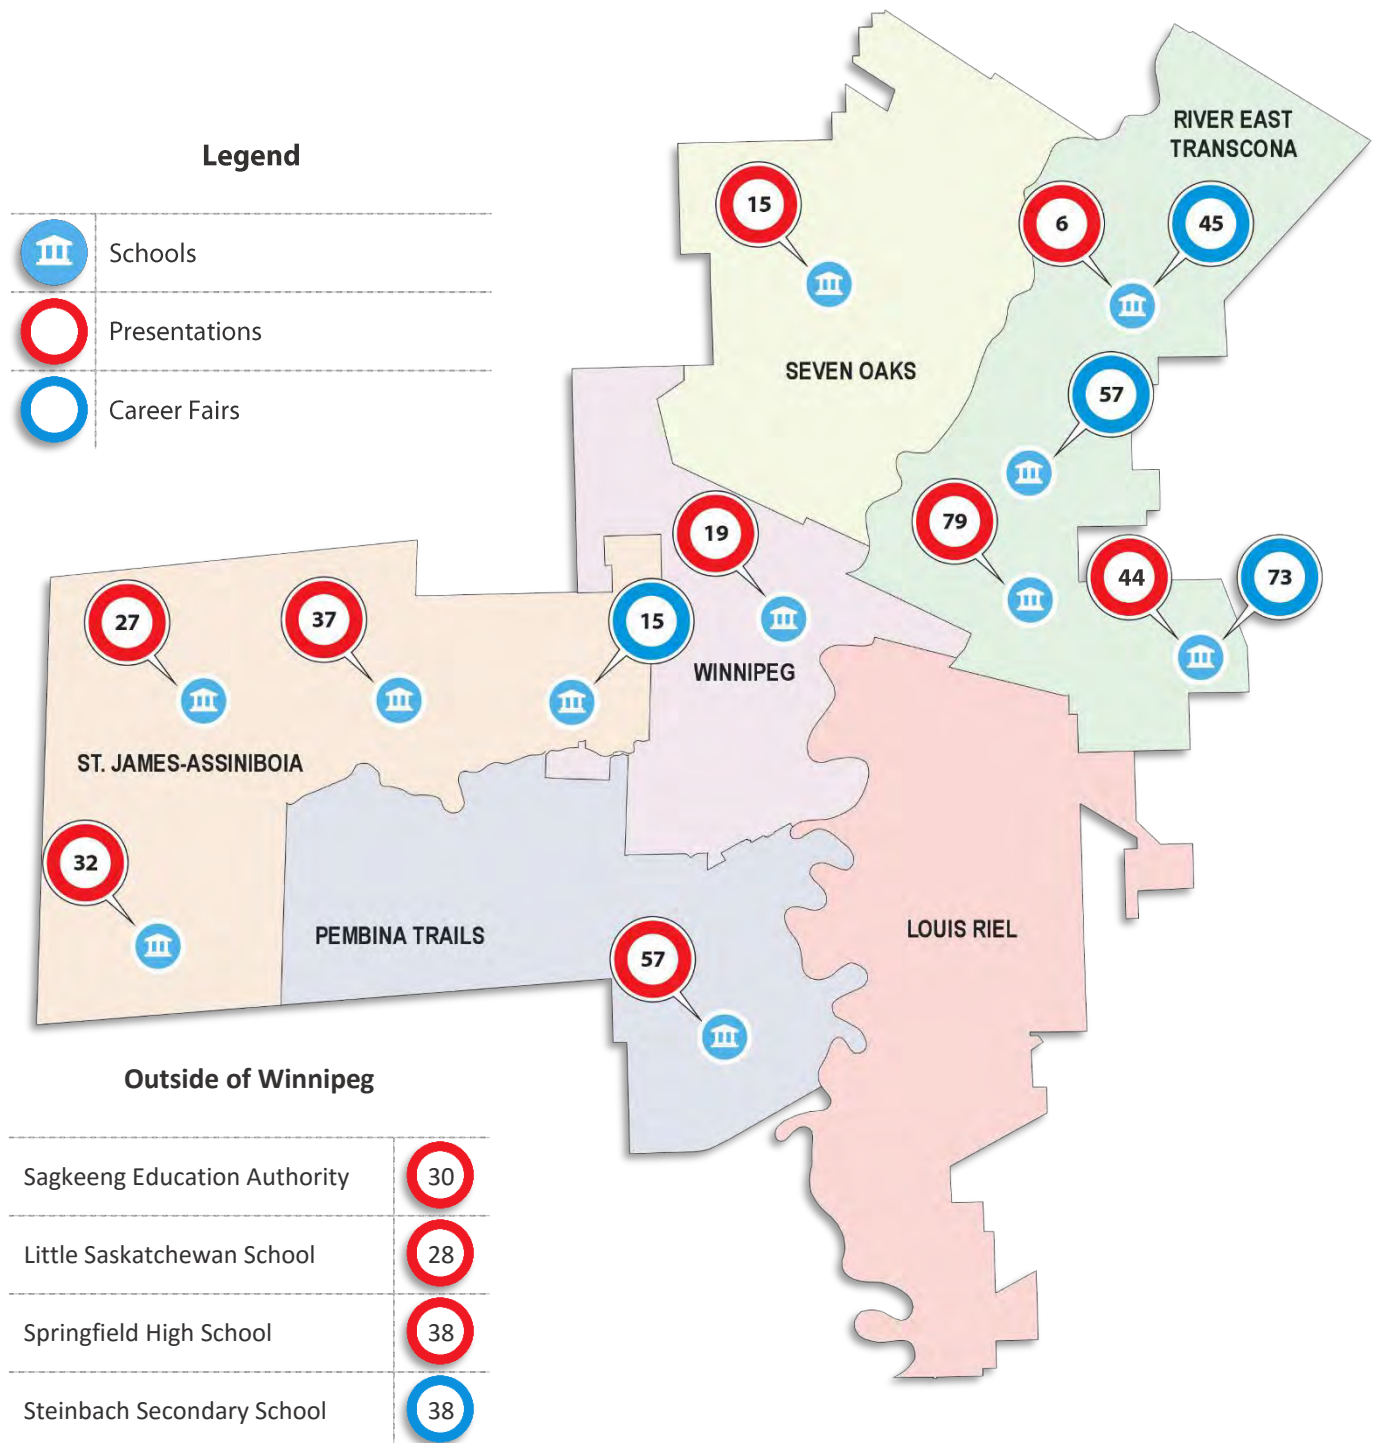 Legend
Schools
Presentations
Career Fairs
RIVER EAST
TRANSCONA
15
6
45
SEVEN OAKS
57
79
19
44
73
27
37
15
WINNIPEG
ST. JAMES-ASSINIBOIA
32
PEMBINA TRAILS
LOUIS RIEL
57
Outside of Winnipeg
Sagkeeng Education Authority 30
Little Saskatchewan School 28
Springfield High School 38
Steinbach Secondary School 38